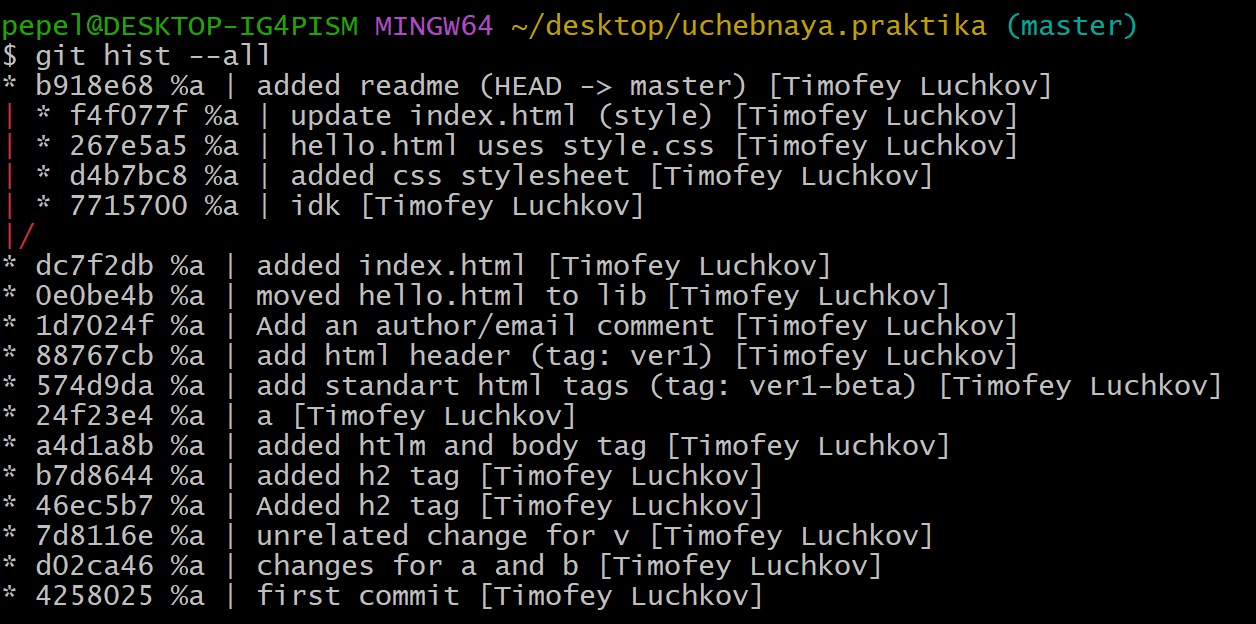 pepel@DESKTOP-IG4PISM MINGW64 ~/desktop/uchebnaya.praktika (master)
$ git hist --all
* b918e68 %a | added readme (HEAD -> master) [Timofey Luchkov]
| * f4f077f %a | update index.html (style) [Timofey Luchkov]
| * 267e5a5 %a | hello.html uses style.css [Timofey Luchkov]
| * d4b7bc8 %a | added css stylesheet [Timofey Luchkov]
| * 7715700 %a | idk [Timofey Luchkov]
|/
* dc7f2db %a | added index.html [Timofey Luchkov]
* 0e0be4b %a | moved hello.html to lib [Timofey Luchkov]
* 1d7024f %a | Add an author/email comment [Timofey Luchkov]
* 88767cb %a | add html header (tag: ver1) [Timofey Luchkov]
* 574d9da %a | add standart html tags (tag: ver1-beta) [Timofey Luchkov]
* 24f23e4 %a | a [Timofey Luchkov]
* a4d1a8b %a | added htlm and body tag [Timofey Luchkov]
* b7d8644 %a | added h2 tag [Timofey Luchkov]
* 46ec5b7 %a | Added h2 tag [Timofey Luchkov]
* 7d8116e %a | unrelated change for v [Timofey Luchkov]
* d02ca46 %a | changes for a and b [Timofey Luchkov]
* 4258025 %a | first commit [Timofey Luchkov]